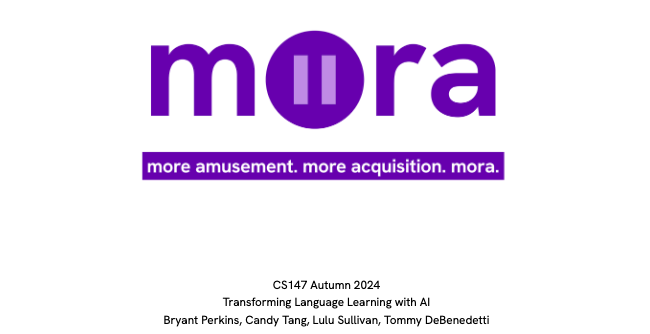 mora
more amusement. more acquisition. mora.
CS147 Autumn 2024
Transforming Language Learning with AI
Bryant Perkins, Candy Tang, Lulu Sullivan, Tommy DeBenedetti